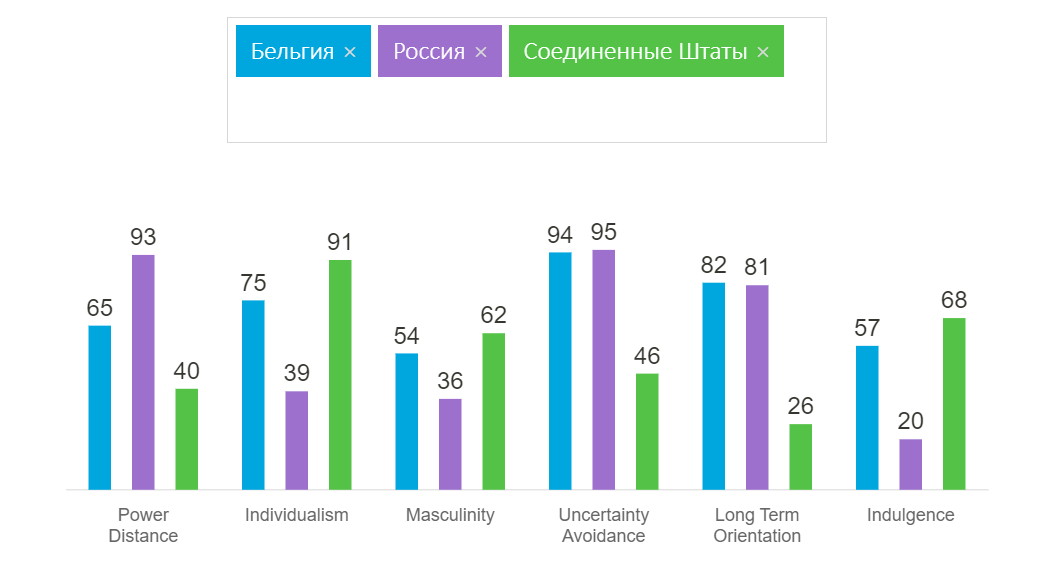 Бельгия × Россия × Соединенные Штаты ×
65 93 40
75 39 91
54 36 62
94 95 46
82 81 26
57 20 68
Power
Distance
Individualism
Masculinity
Uncertainty
Avoidance
Long Term
Orientation
Indulgence